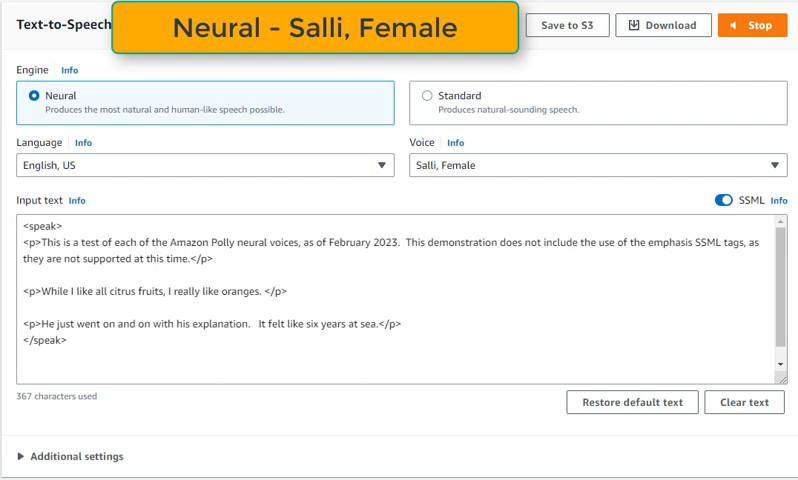 Text-to-Speech
Neural - Salli, Female
Save to S3
Download
Stop
Engine
Info
Neural
Produces the most natural and human-like speech possible.
Standard
Produces natural-sounding speech.
Language
Info
Voice
Info
English, US
Salli, Female
Input text
Info
SSML
Info
<speak>
<p>This is a test of each of the Amazon Polly neural voices, as of February 2023.  This demonstration does not include the use of the emphasis SSML tags, as
they are not supported at this time.</p>
<p>While I like all citrus fruits, I really like oranges. </p>
<p>He just went on and on with his explanation.   It felt like six years at sea.</p>
</speak>
367 characters used
Restore default text
Clear text
Additional settings